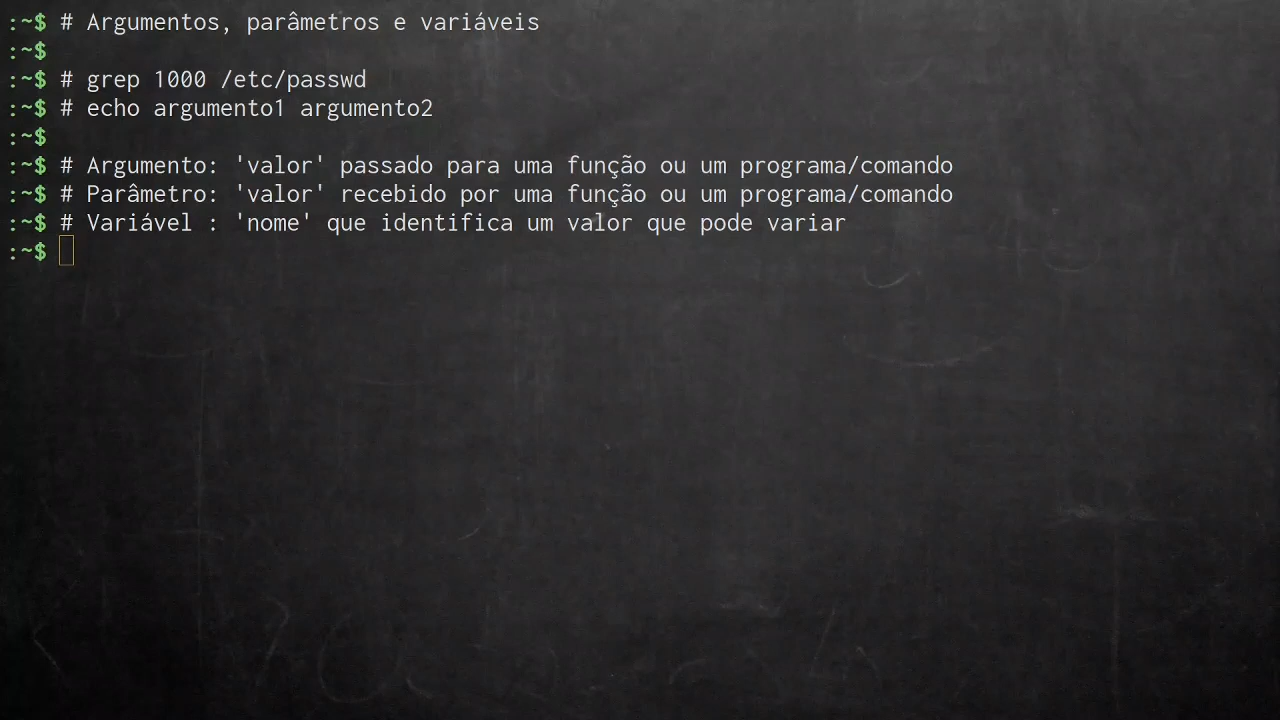 :~$ # Argumentos, parâmetros e variáveis
:~$
:~$ # grep 1000 /etc/passwd
:~$ # echo argumento1 argumento2
:~$
:~$ # Argumento: 'valor' passado para uma função ou um programa/comando
:~$ # Parâmetro: 'valor' recebido por uma função ou um programa/comando
:~$ # Variável : 'nome' que identifica um valor que pode variar
:~$